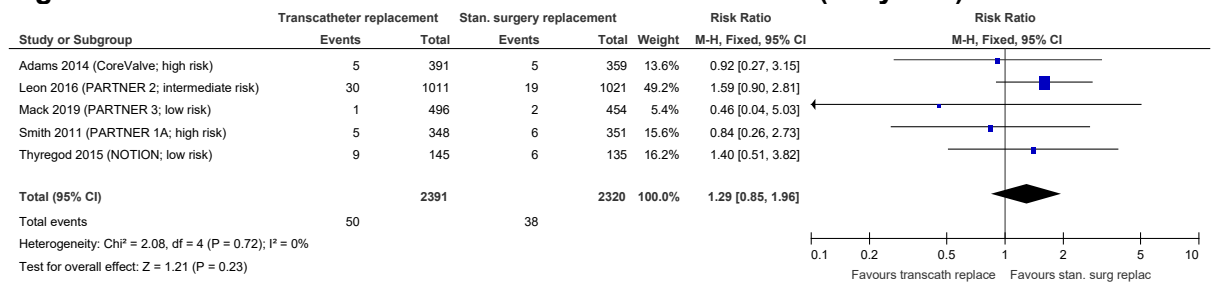 Transcatheter replacement Stan. surgery replacement Risk Ratio Risk Ratio
Study or Subgroup Events Total Events Total Weight M-H, Fixed, 95% CI M-H, Fixed, 95% CI
Adams 2014 (CoreValve; high risk) 5 391 5 359 13.6% 0.92 [0.27, 3.15]
Leon 2016 (PARTNER 2; intermediate risk) 30 1011 19 1021 49.2% 1.59 [0.90, 2.81]
Mack 2019 (PARTNER 3; low risk) 1 496 2 454 5.4% 0.46 [0.04, 5.03]
Smith 2011 (PARTNER 1A; high risk) 5 348 6 351 15.6% 0.84 [0.26, 2.73]
Thyregod 2015 (NOTION; low risk) 9 145 6 135 16.2% 1.40 [0.51, 3.82]
Total (95% CI) 2391 2320 100.0% 1.29 [0.85, 1.96]
Total events 50 38
Heterogeneity: Chi² = 2.08, df = 4 (P = 0.72); I² = 0%
Test for overall effect: Z = 1.21 (P = 0.23)
0.1 0.2 0.5 1 2 5 10
Favours transcath replace Favours stan. surg replac